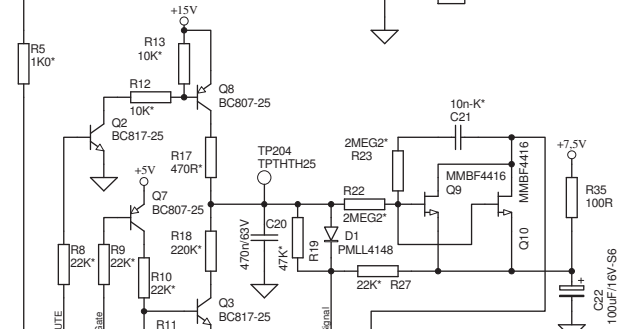 +15V
R5
1K0*
R13
10K*
R12
10K*
Q8
BC807-25
Q2
BC817-25
R17
470R*
TP204
TPTHTH25
10n-K*
C21
2MEG2*
R23
MMBF4416
Q9
MMBF4416
Q10
+7,5V
R35
100R
+5V
Q7
BC807-25
R22
2MEG2*
R18
220K*
C20
470n/63V
47K*
R19
D1
PMLL4148
R8
22K*
R9
22K*
R10
22K*
22K*
R27
Q3
BC817-25
R11
UTE
Gate
signal
+
C22
100uF/16V-S6